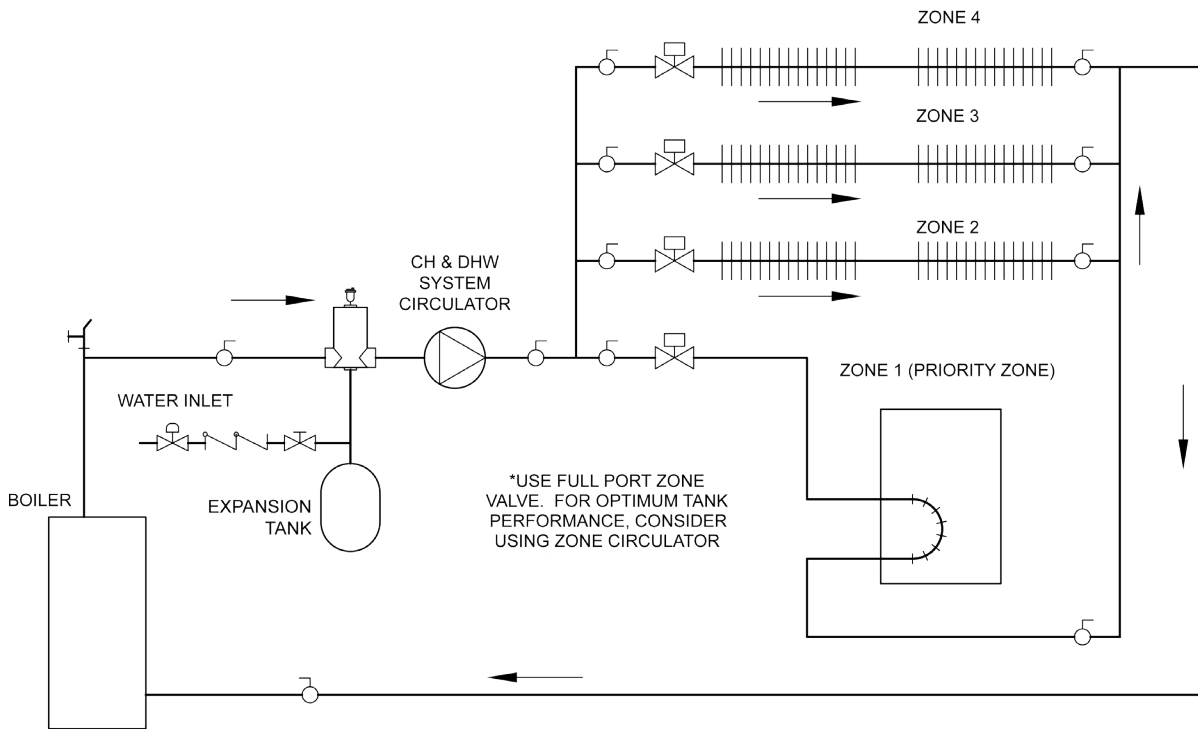 ZONE 4
ZONE 3
ZONE 2
CH & DHW
SYSTEM
CIRCULATOR
ZONE 1 (PRIORITY ZONE)
WATER INLET
*USE FULL PORT ZONE
VALVE. FOR OPTIMUM TANK
PERFORMANCE, CONSIDER
USING ZONE CIRCULATOR
BOILER
EXPANSION
TANK